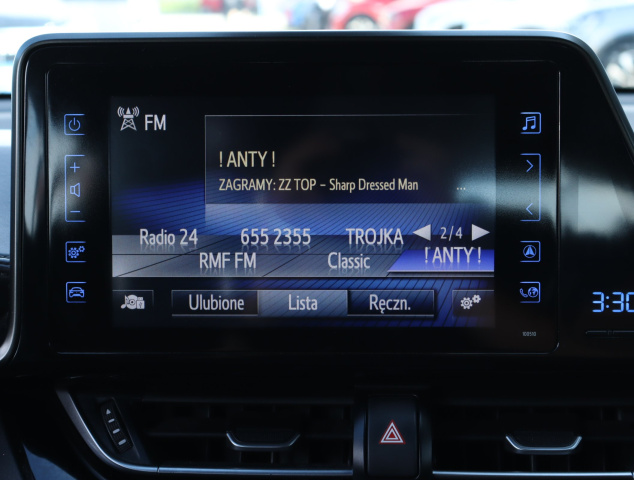 FM
! ANTY !
ZAGRAMY: ZZ TOP – Sharp Dressed Man ...
Radio 24 655 2355 TROJKA 2/4
RMF FM Classic ! ANTY !
Ulubione Lista Ręczn.
3:30